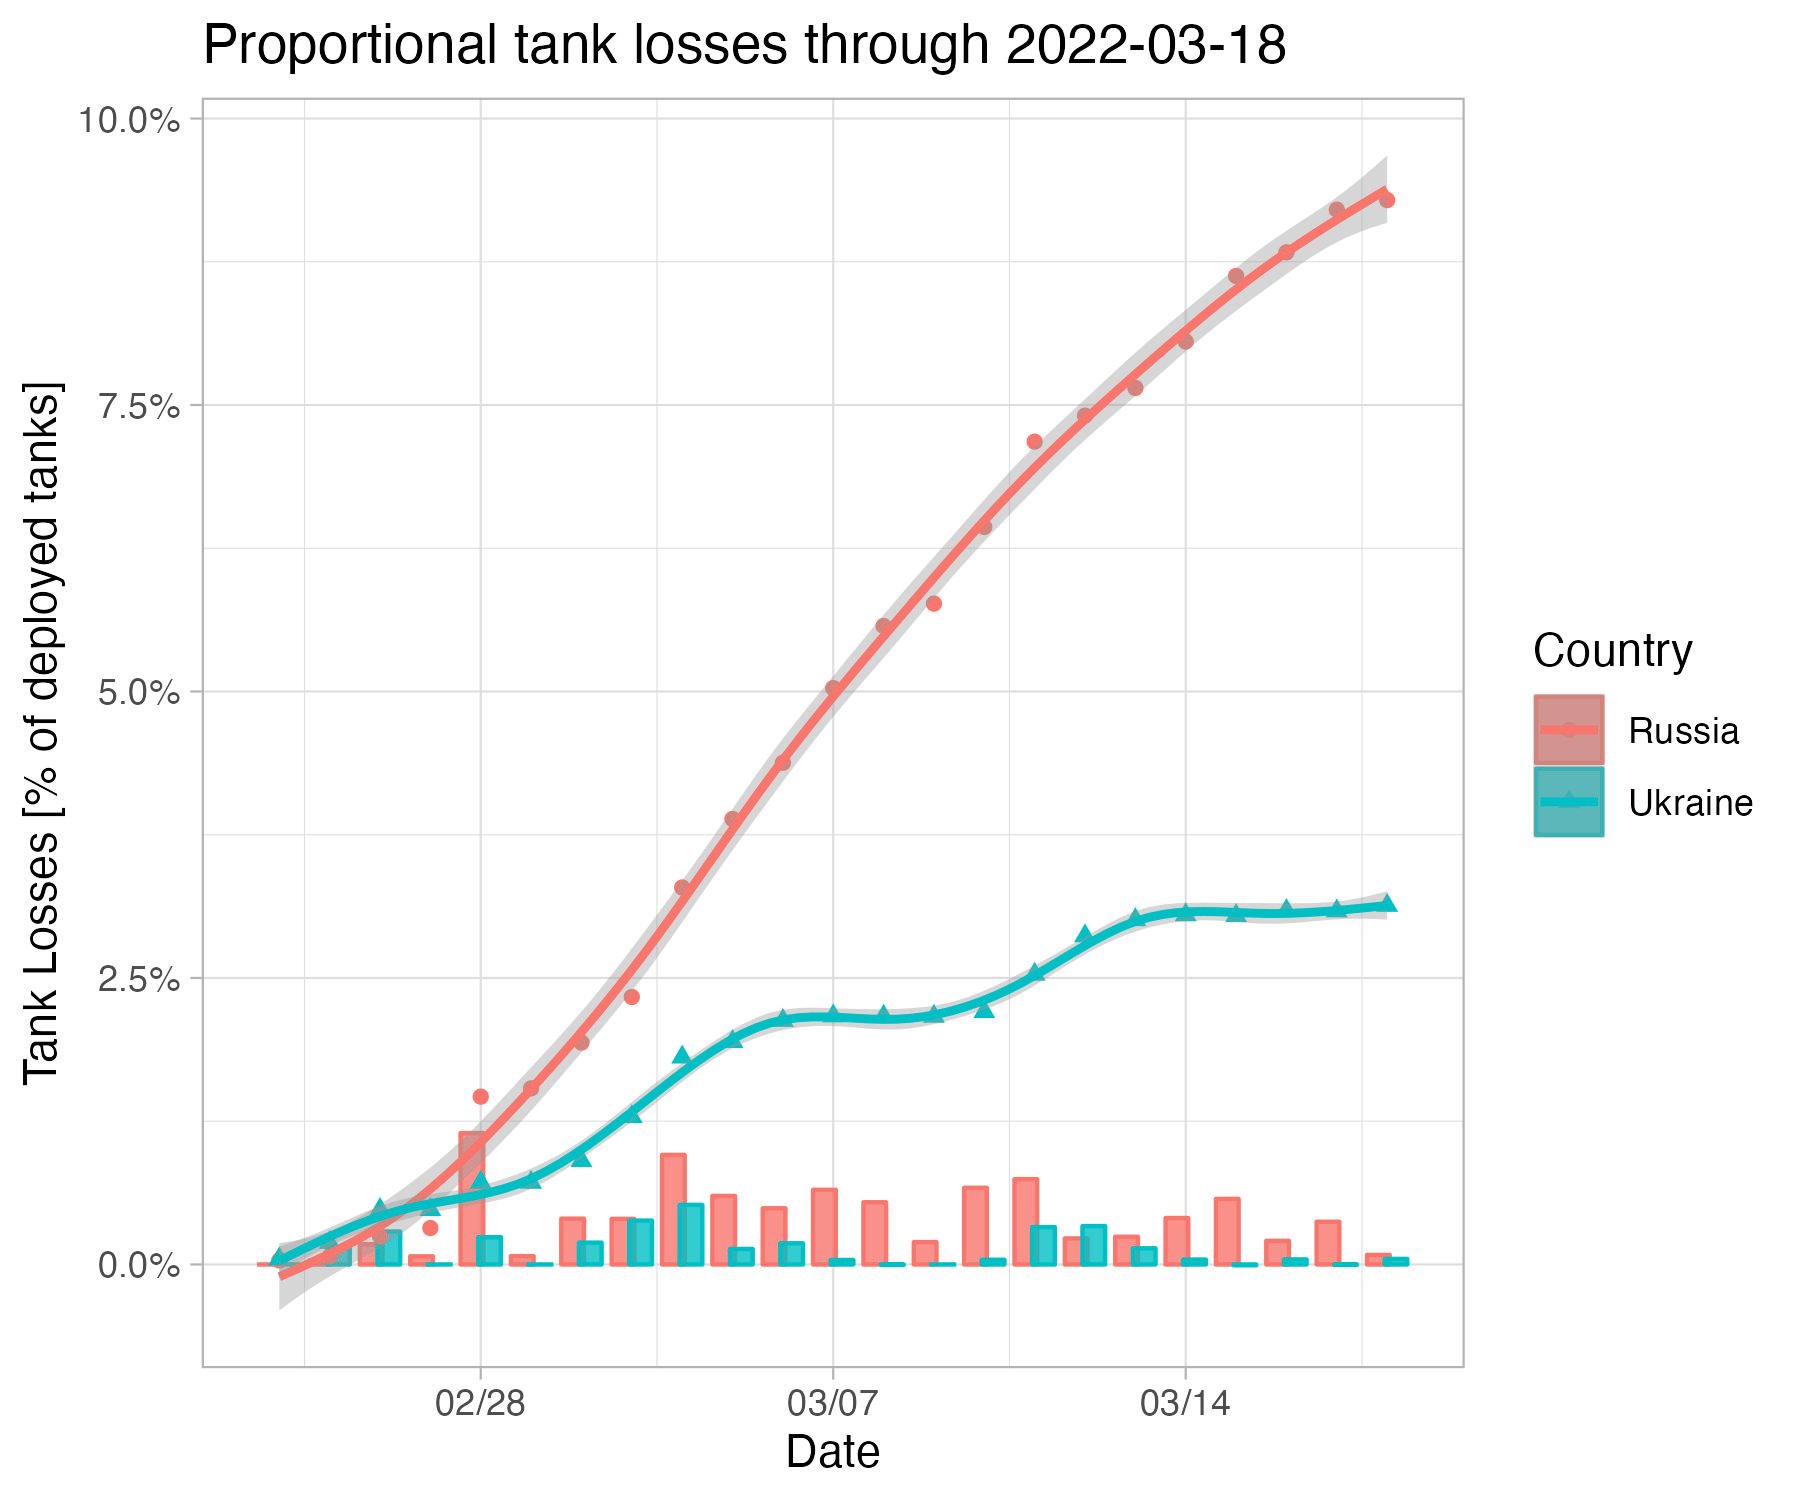 Proportional tank losses through 2022-03-18
10.0%
7.5%
5.0%
2.5%
0.0%
Tank Losses [% of deployed tanks]
02/28
03/07
03/14
Date
Country
Russia
Ukraine